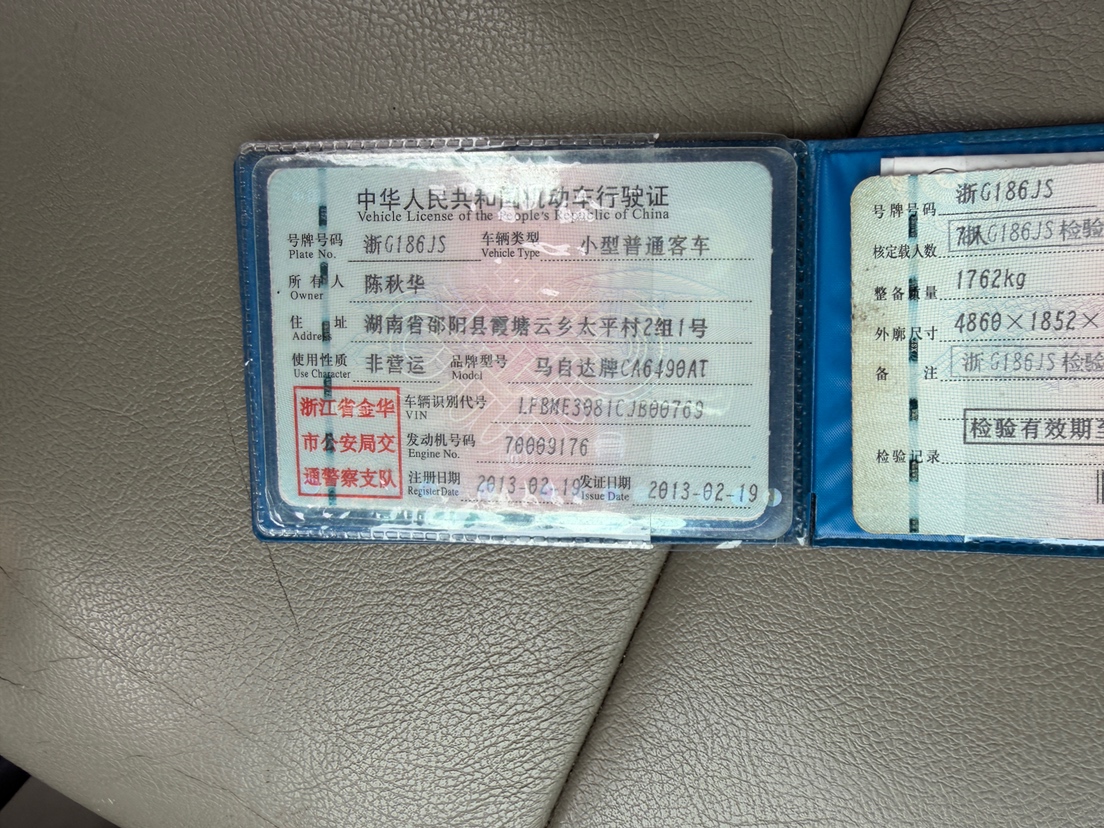 中华人民共和国机动车行驶证
Vehicle License of the People's Republic of China
号牌号码 浙G186JS 车辆类型 小型普通客车
Plate No. Vehicle Type
所有人 陈秋华
Owner
住址 湖南省邵阳县霞塘云乡太平村2组1号
Address
使用性质 非营运 品牌型号 马自达牌CA6490AT
Use Character Model
浙江省金华
市公安局交
通警察支队
车辆识别代号 LFBME3081CJB00769
VIN
发动机号码 70009176
Engine No.
注册日期 2013-02-19 发证日期 2013-02-19
Register Date Issue Date
号牌号码 浙G186JS
核定载人数 7人 浙G186JS检验
整备质量 1762kg
外廓尺寸 4860×1852×
备注 浙G186JS检验
检验有效期至
检验记录